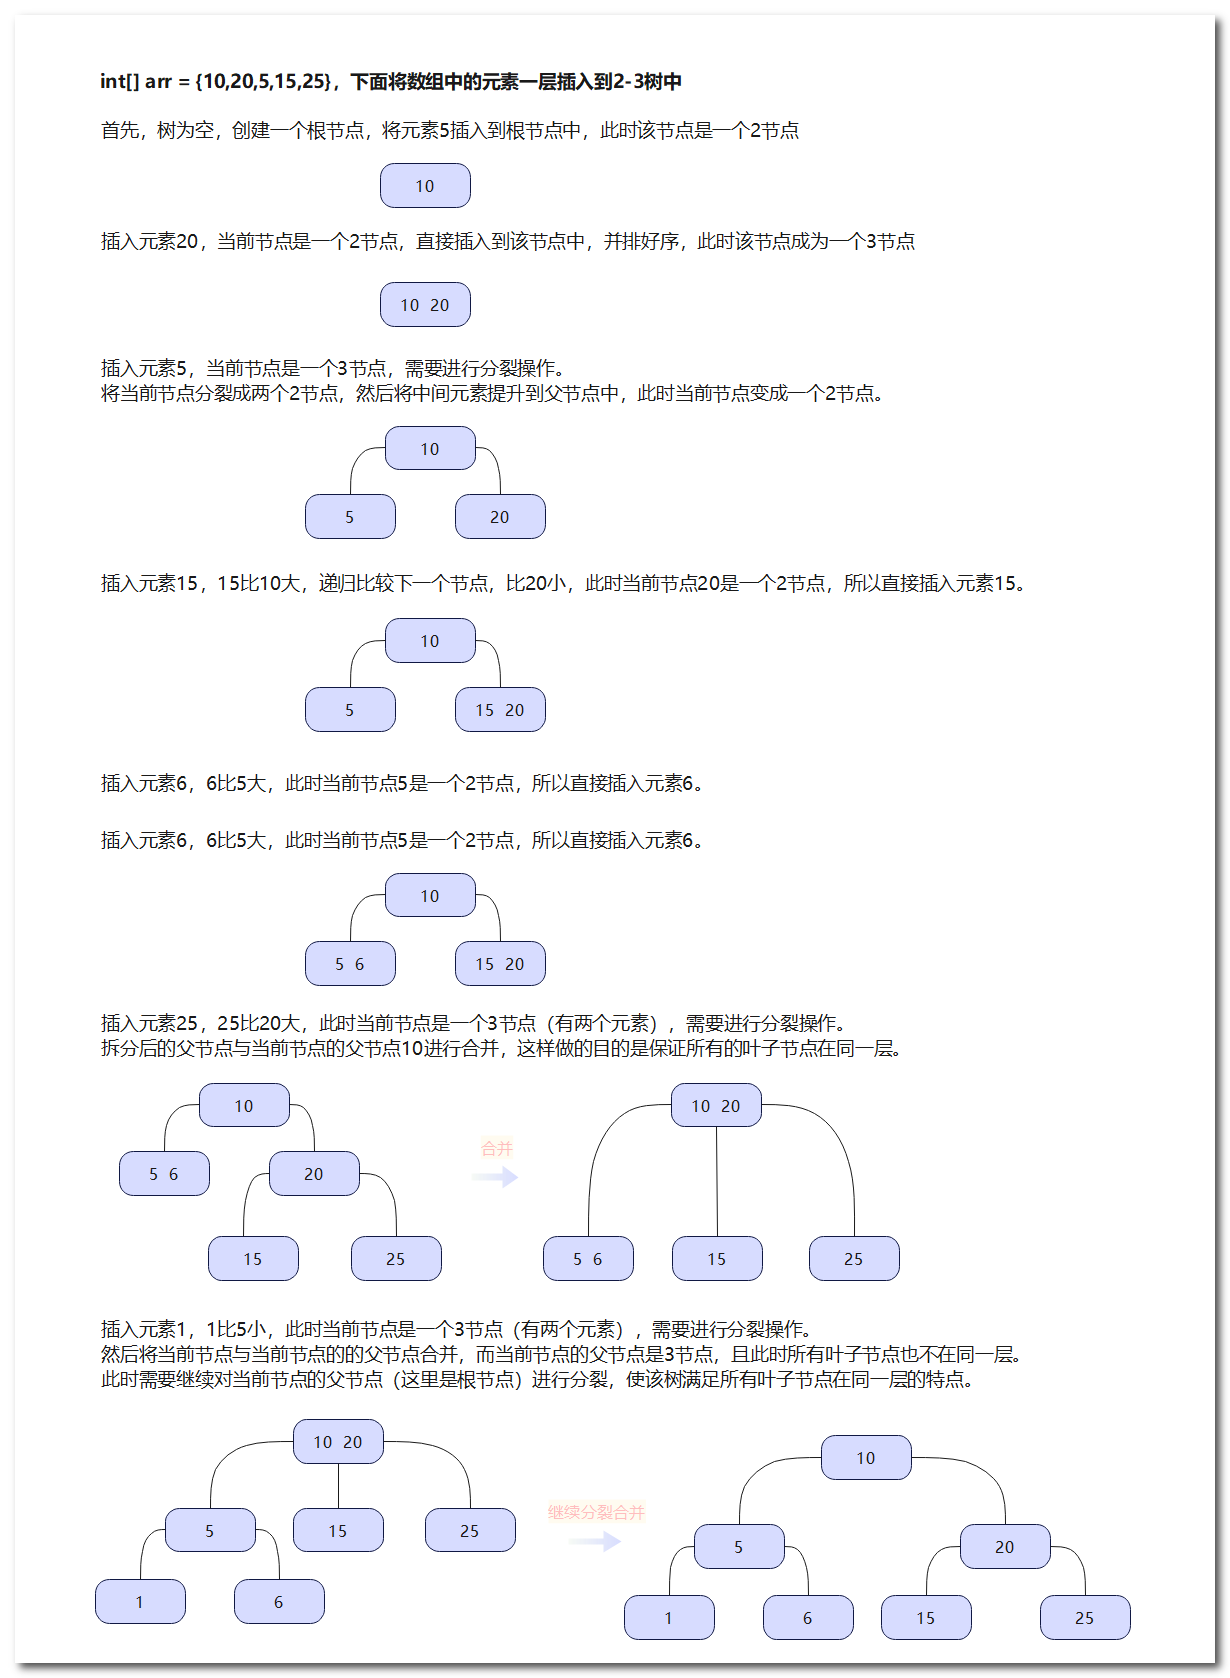 int[] arr = {10,20,5,15,25}，下面将数组中的元素一层插入到2-3树中
首先，树为空，创建一个根节点，将元素5插入到根节点中，此时该节点是一个2节点
10
插入元素20，当前节点是一个2节点，直接插入到该节点中，并排好序，此时该节点成为一个3节点
10 20
插入元素5，当前节点是一个3节点，需要进行分裂操作。
将当前节点分裂成两个2节点，然后将中间元素提升到父节点中，此时当前节点变成一个2节点。
10
5 20
插入元素15，15比10大，递归比较下一个节点，比20小，此时当前节点20是一个2节点，所以直接插入元素15。
10
5 15 20
插入元素6，6比5大，此时当前节点5是一个2节点，所以直接插入元素6。
插入元素6，6比5大，此时当前节点5是一个2节点，所以直接插入元素6。
10
5 6 15 20
插入元素25，25比20大，此时当前节点是一个3节点（有两个元素），需要进行分裂操作。
拆分后的父节点与当前节点的父节点10进行合并，这样做的目的是保证所有的叶子节点在同一层。
10 10 20
合并
5 6 20
15 25 5 6 15 25
插入元素1，1比5小，此时当前节点是一个3节点（有两个元素），需要进行分裂操作。
然后将当前节点与当前节点的的父节点合并，而当前节点的父节点是3节点，且此时所有叶子节点也不在同一层。
此时需要继续对当前节点的父节点（这里是根节点）进行分裂，使该树满足所有叶子节点在同一层的特点。
10 20 10
继续分裂合并
5 15 25 5 20
1 6 1 6 15 25